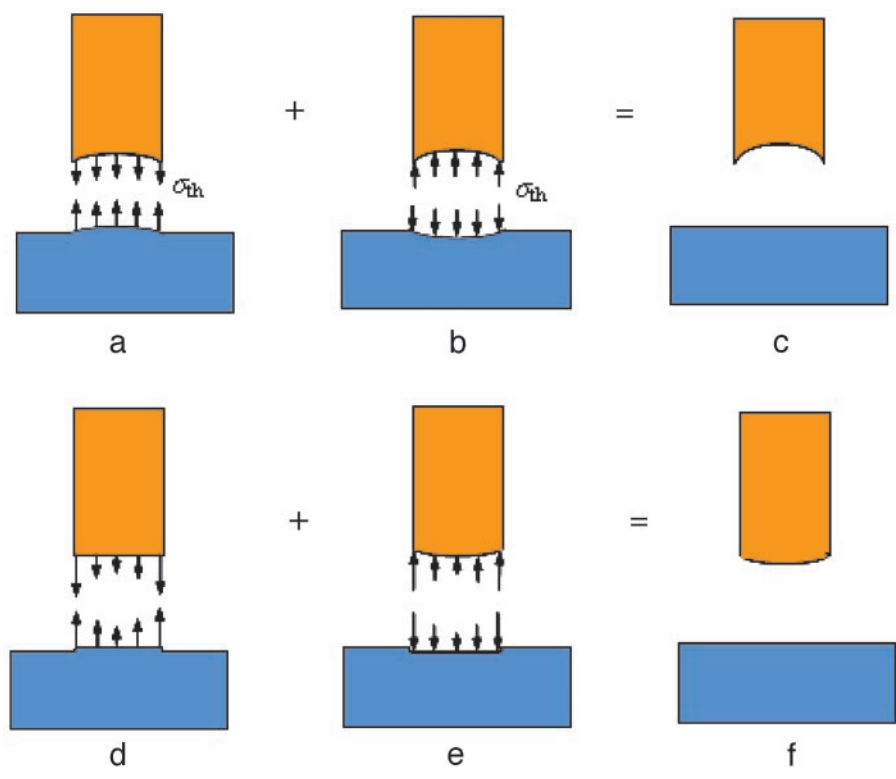 + =
σth σth
a b c
+ =
d e f